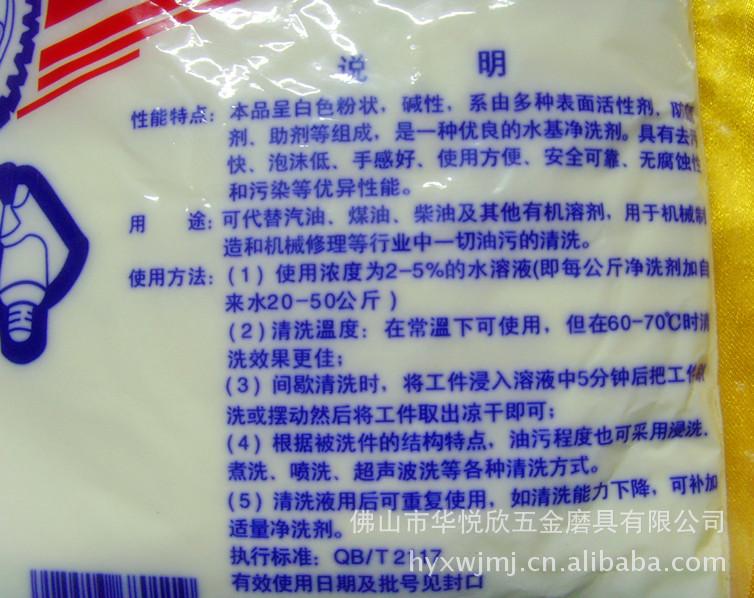 说 明
性能特点：本品呈白色粉状，碱性，系由多种表面活性剂、防
剂、助剂等组成，是一种优良的水基净洗剂。具有去污
快、泡沫低、手感好、使用方便、安全可靠、无腐蚀性
和污染等优异性能。
用 途：可代替汽油、煤油、柴油及其他有机溶剂，用于机械制
造和机械修理等行业中一切油污的清洗。
使用方法：(1) 使用浓度为2-5%的水溶液(即每公斤净洗剂加自
来水20-50公斤)
(2) 清洗温度：在常温下可使用，但在60-70℃时清
洗效果更佳；
(3) 间歇清洗时，将工件浸入溶液中5分钟后把工件
洗或摆动然后将工件取出凉干即可；
(4) 根据被洗件的结构特点，油污程度也可采用浸洗．
煮洗、喷洗、超声波洗等各种清洗方式。
(5) 清洗液用后可重复使用，如清洗能力下降，可补加
适量净洗剂。
执行标准：QB/T2117
有效使用日期及批号见封口
佛山市华悦欣五金磨具有限公司
hyxwjmj.cn.alibaba.com